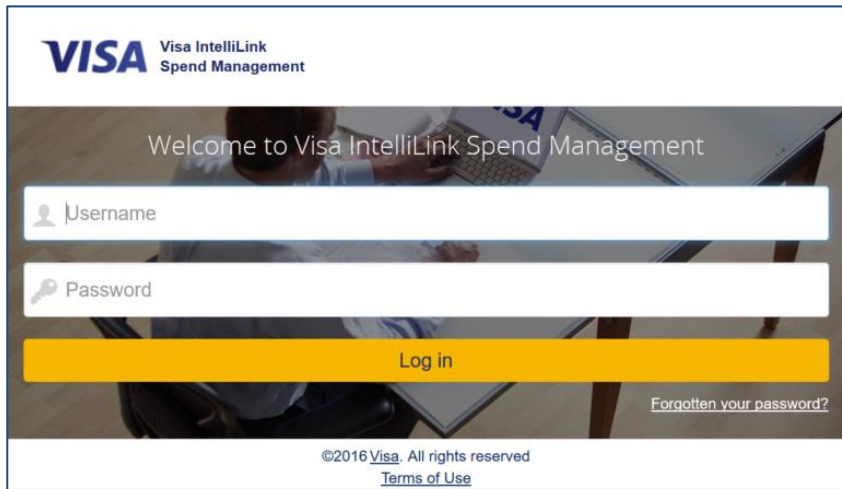 VISA
Visa IntelliLink
Spend Management
VISA
Welcome to Visa IntelliLink Spend Management
Username
Password
Log in
Forgotten your password?
©2016 Visa. All rights reserved
Terms of Use